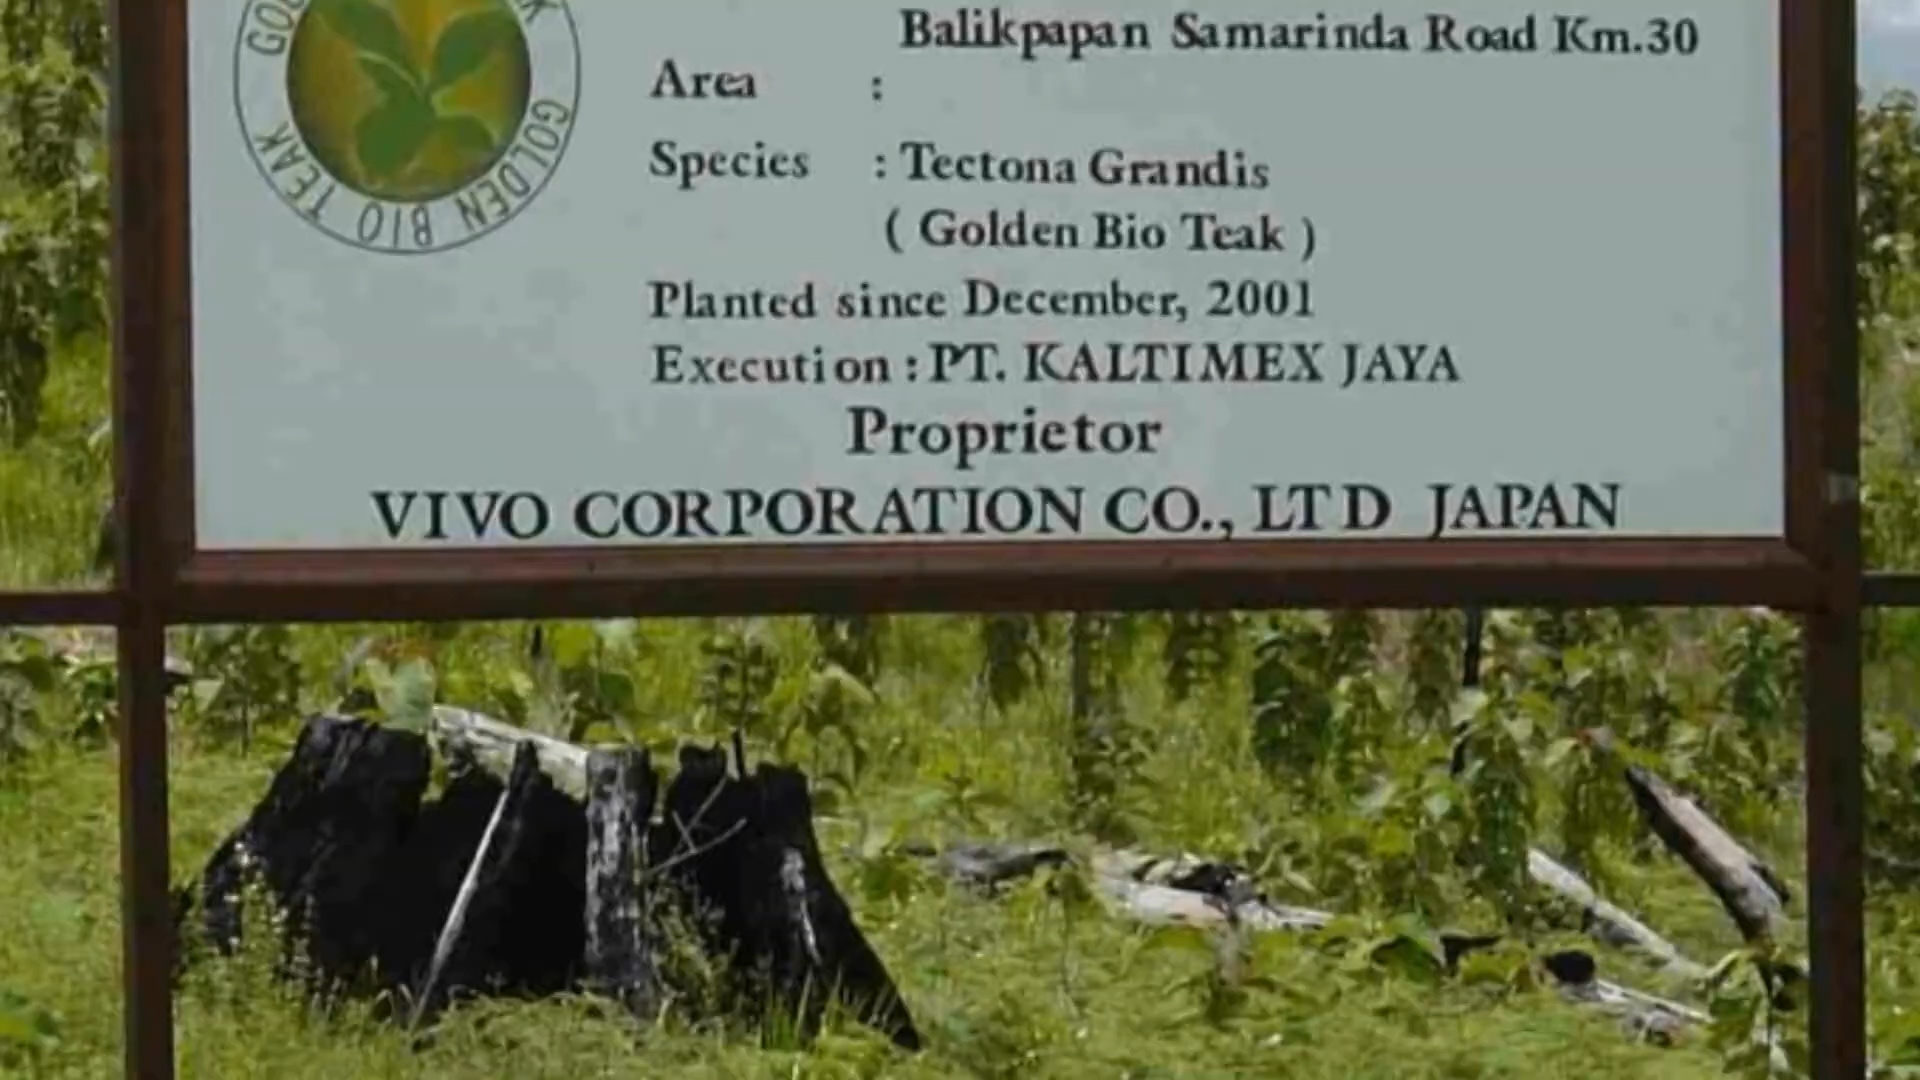 Balikpapan Samarinda Road Km.30
Area :
Species : Tectona Grandis
( Golden Bio Teak )
Planted since December, 2001
Execution : PT. KALTIMEX JAYA
Proprietor
VIVO CORPORATION CO., LTD JAPAN
GOLDEN BIO TEAK